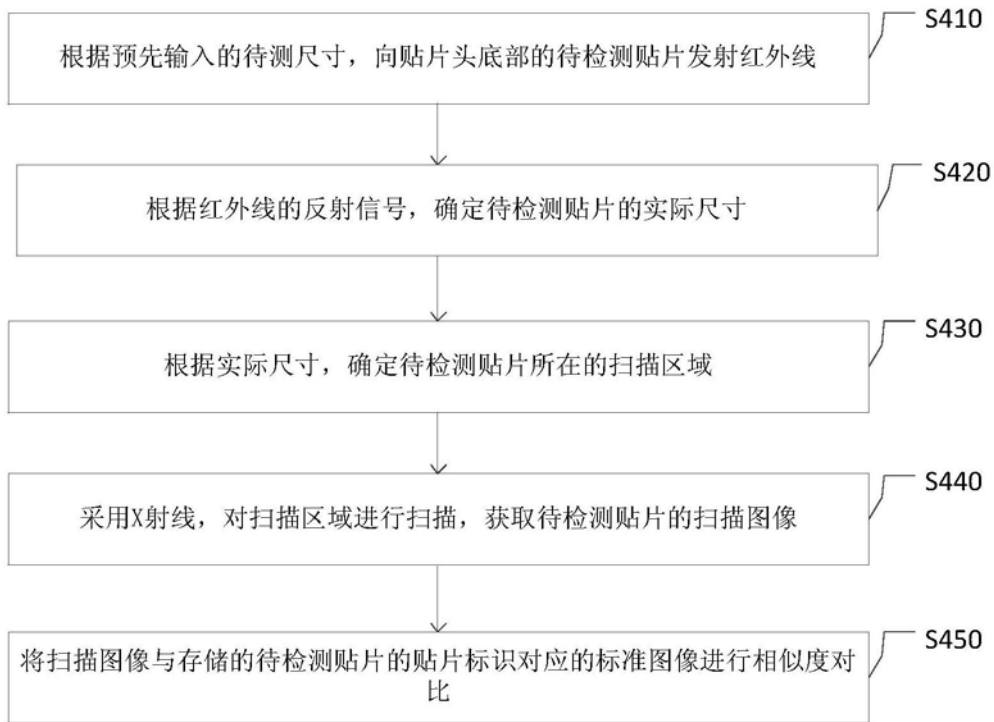 S410
根据预先输入的待测尺寸，向贴片头底部的待检测贴片发射红外线
S420
根据红外线的反射信号，确定待检测贴片的实际尺寸
S430
根据实际尺寸，确定待检测贴片所在的扫描区域
S440
采用X射线，对扫描区域进行扫描，获取待检测贴片的扫描图像
S450
将扫描图像与存储的待检测贴片的贴片标识对应的标准图像进行相似度对
比